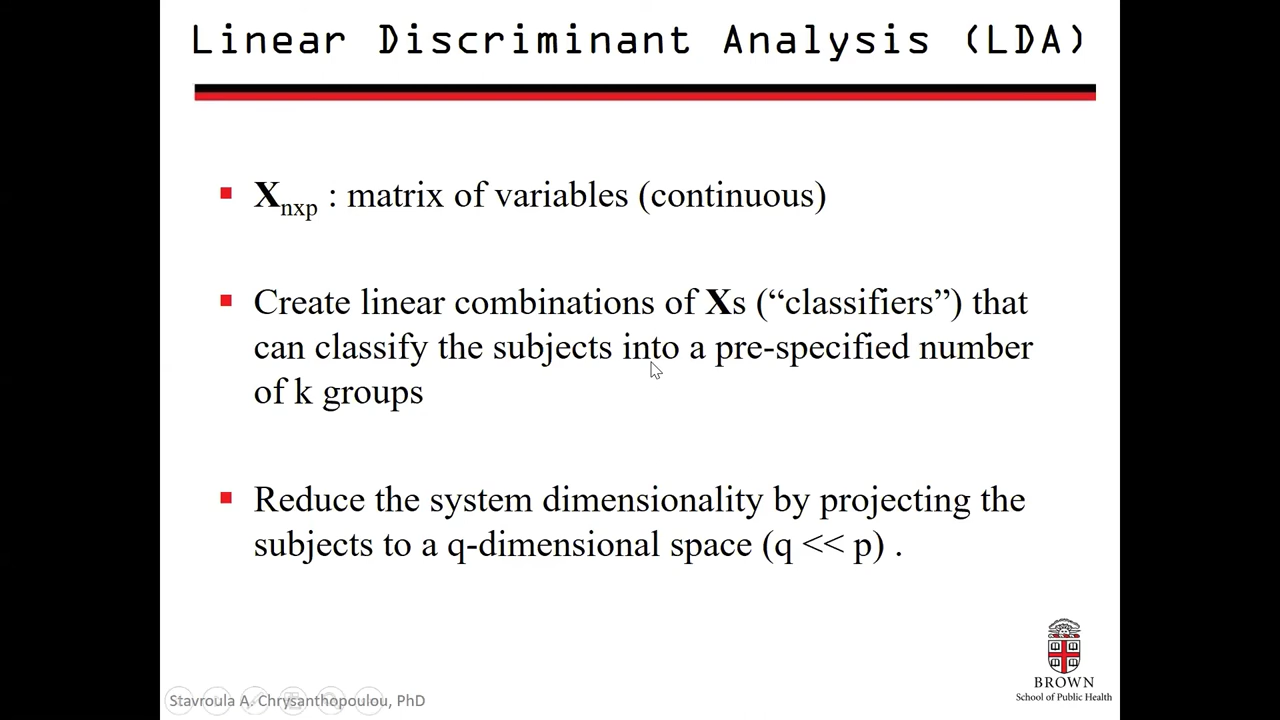 Linear Discriminant Analysis (LDA)
▪ Xnxp : matrix of variables (continuous)
▪ Create linear combinations of Xs (“classifiers”) that
can classify the subjects into a pre-specified number
of k groups
▪ Reduce the system dimensionality by projecting the
subjects to a q-dimensional space (q << p) .
BROWN
School of Public Health
Stavroula A. Chrysanthopoulou, PhD